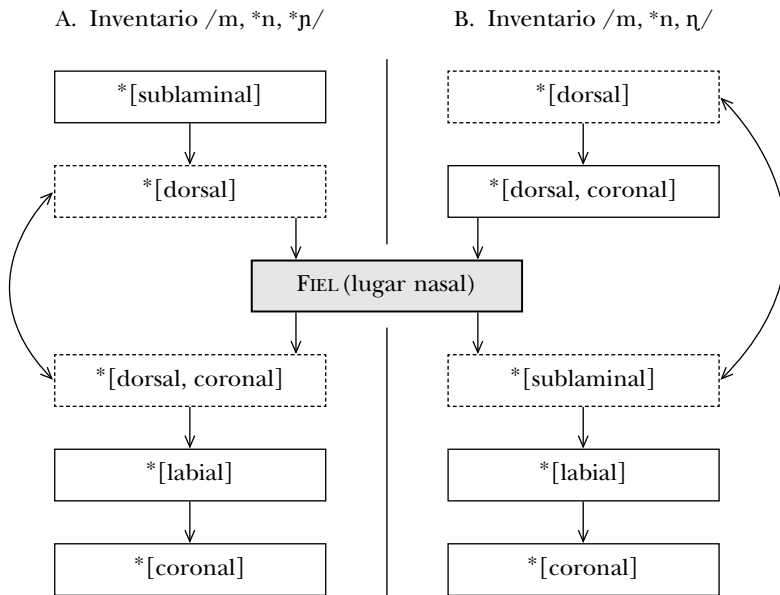 A. Inventario /m, *n, *ɲ/
*[sublaminal]
*[dorsal]
FIEL (lugar nasal)
*[dorsal, coronal]
*[labial]
*[coronal]
B. Inventario /m, *n, ɳ/
*[dorsal]
*[dorsal, coronal]
*[sublaminal]
*[labial]
*[coronal]